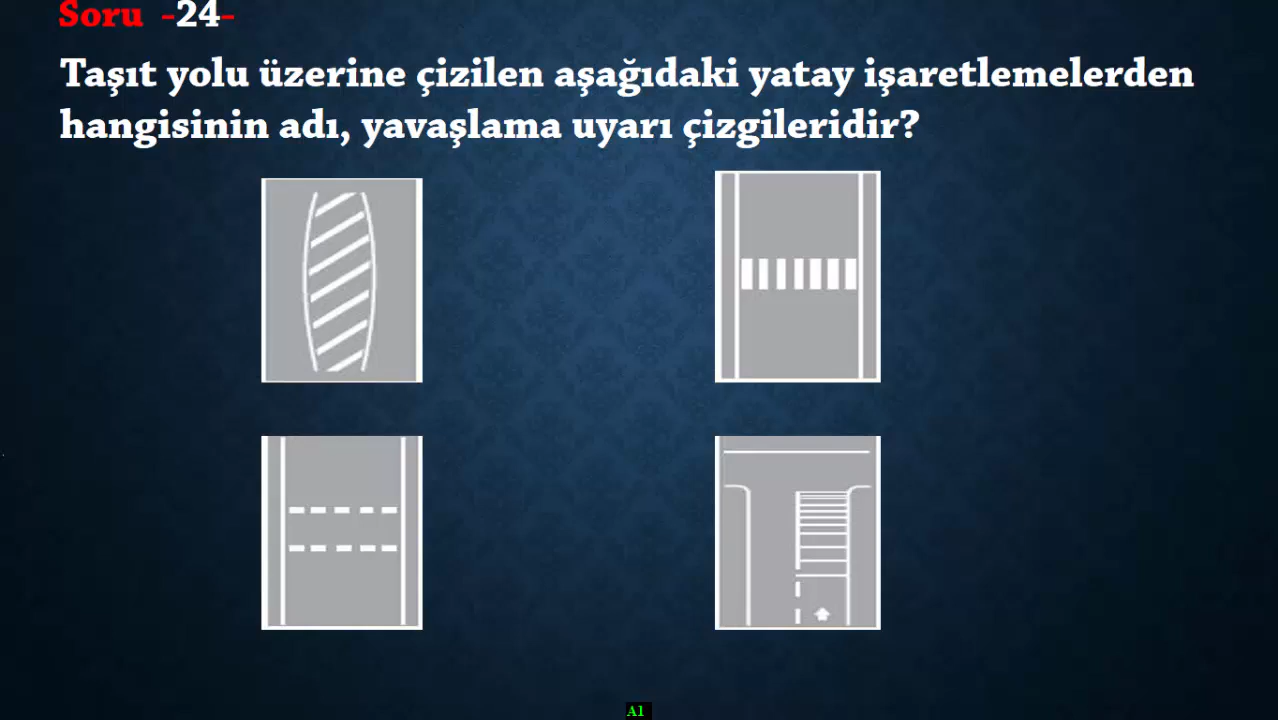 Soru -24-
Taşıt yolu üzerine çizilen aşağıdaki yatay işaretlemelerden
hangisinin adı, yavaşlama uyarı çizgileridir?
A1